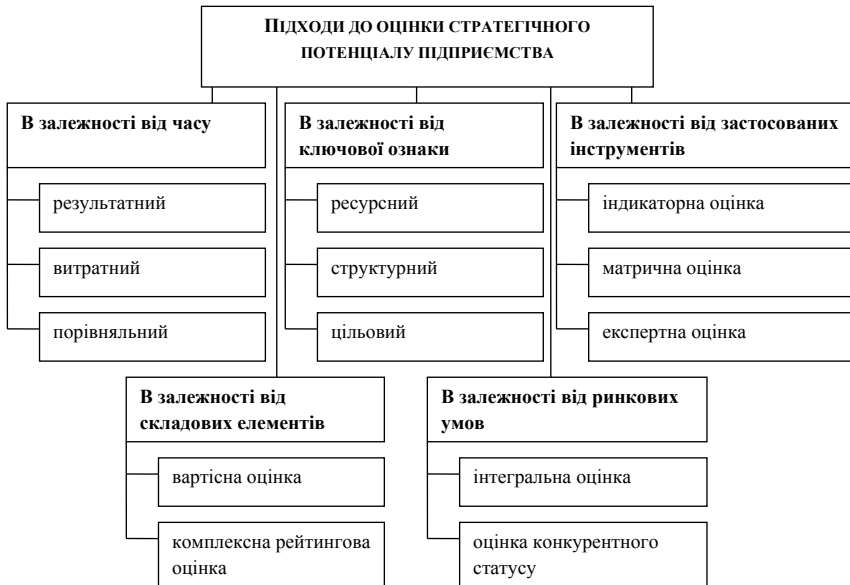 ПІДХОДИ ДО ОЦІНКИ СТРАТЕГІЧНОГО
ПОТЕНЦІАЛУ ПІДПРИЄМСТВА
В залежності від часу
результатний
витратний
порівняльний
В залежності від
ключової ознаки
ресурсний
структурний
цільовий
В залежності від застосованих
інструментів
індикаторна оцінка
матрична оцінка
експертна оцінка
В залежності від
складових елементів
вартісна оцінка
комплексна рейтингова
оцінка
В залежності від ринкових
умов
інтегральна оцінка
оцінка конкурентного
статусу